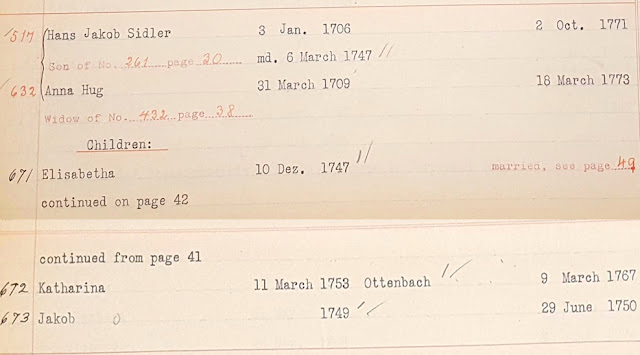 517 Hans Jakob Sidler 3 Jan. 1706 2 Oct. 1771
Son of No. 261 page 20 md. 6 March 1747
632 Anna Hug 31 March 1709 18 March 1773
Widow of No. 432 page 38
Children:
671 Elisabetha 10 Dez. 1747 married, see page 49
continued on page 42
continued from page 41
672 Katharina 11 March 1753 Ottenbach 9 March 1767
673 Jakob 0 1749 29 June 1750